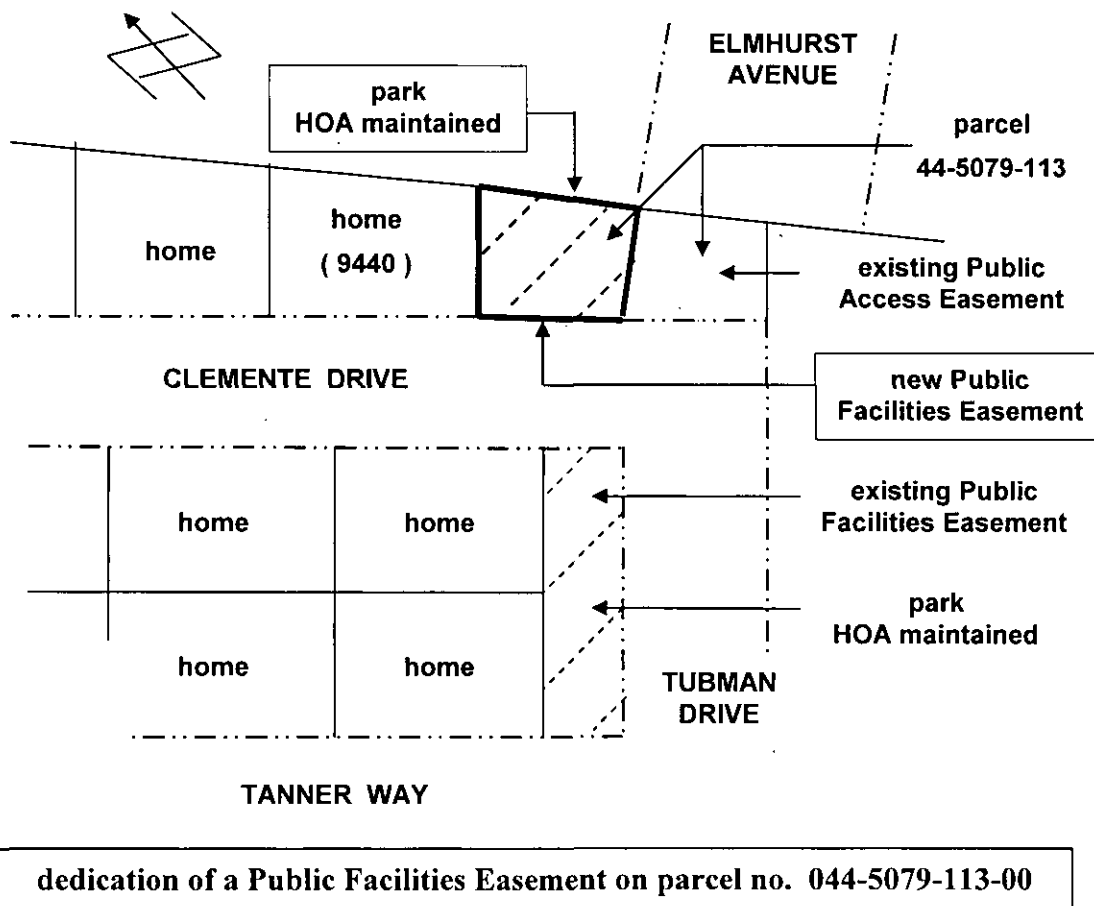 ELMHURST
AVENUE
park
HOA maintained
parcel
44-5079-113
home
home
( 9440 )
existing Public
Access Easement
CLEMENTE DRIVE
new Public
Facilities Easement
home
home
existing Public
Facilities Easement
park
HOA maintained
home
home
TUBMAN
DRIVE
TANNER WAY
dedication of a Public Facilities Easement on parcel no. 044-5079-113-00